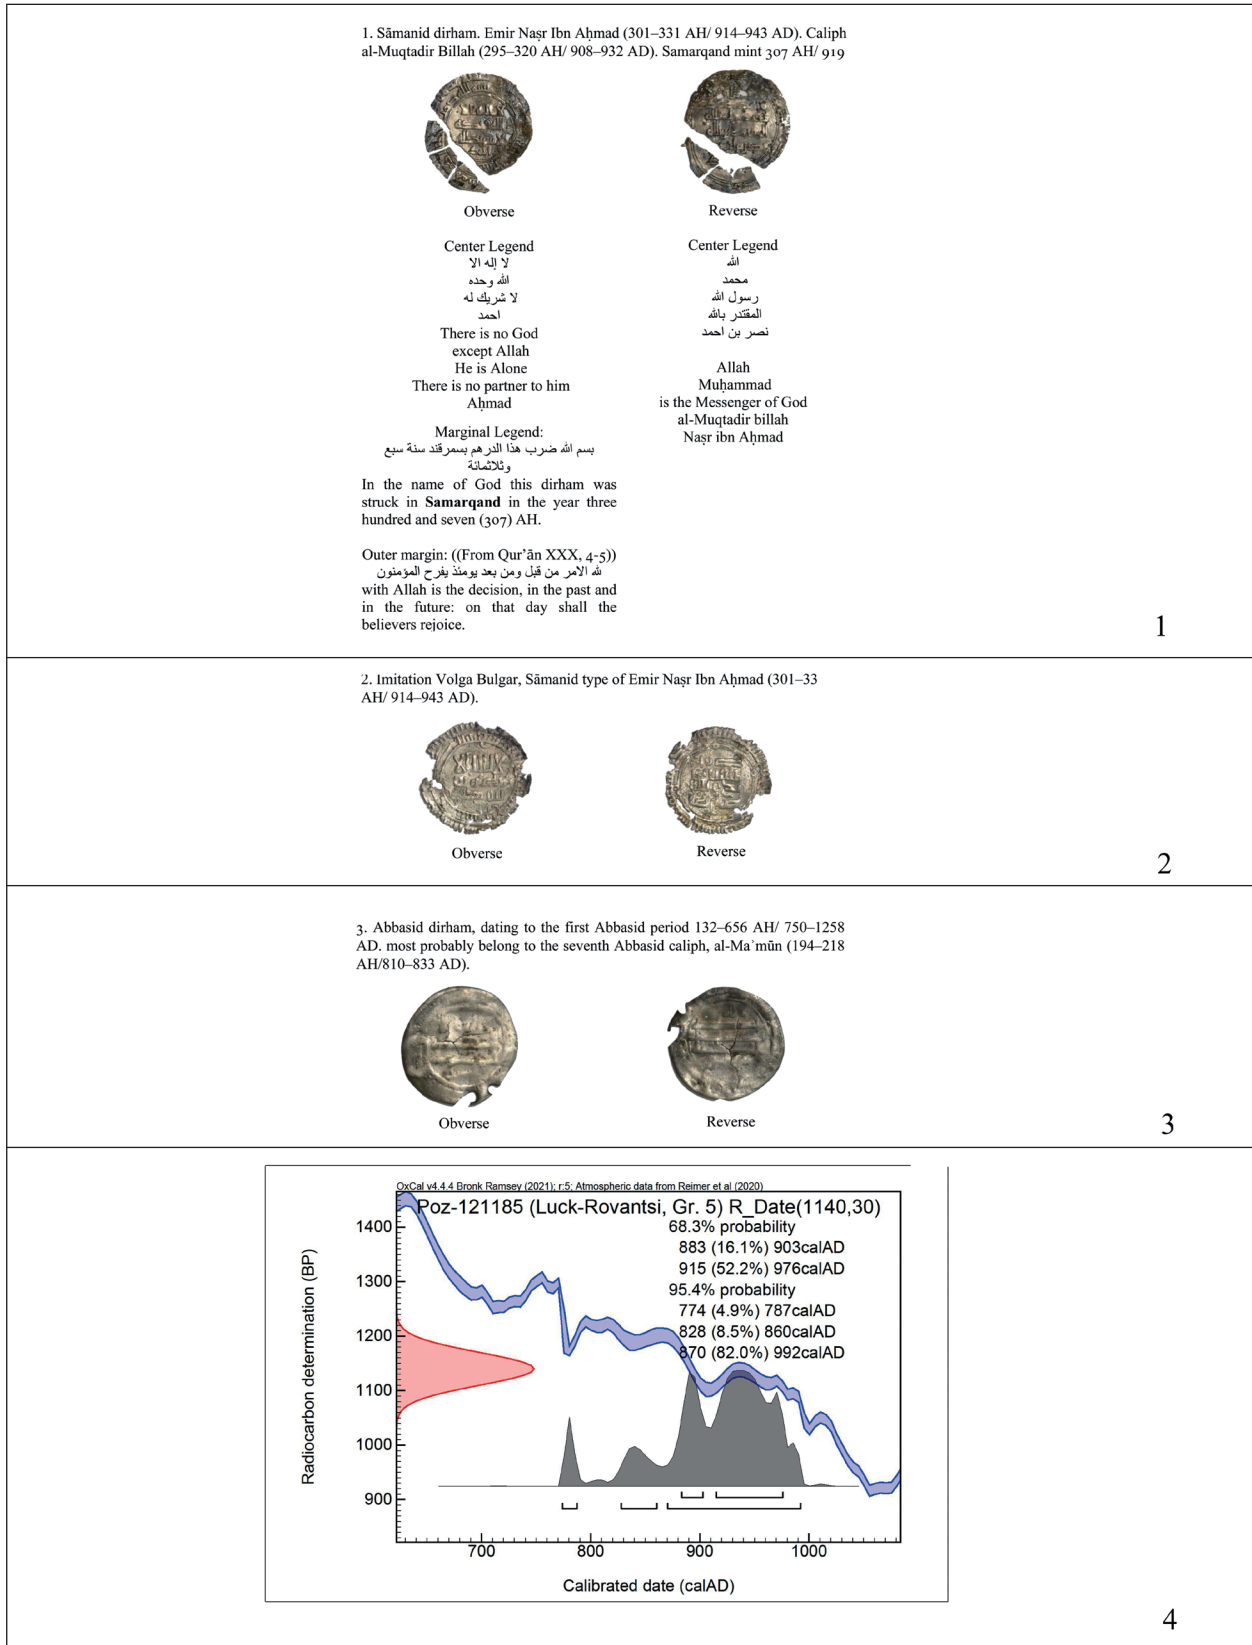 1. Sāmanid dirham. Emir Naṣr Ibn Aḥmad (301–331 AH/ 914–943 AD). Caliph
al-Muqtadir Billah (295–320 AH/ 908–932 AD). Samarqand mint 307 AH/ 919
Obverse
Center Legend
لا إله الا
الله وحده
لا شريك له
احمد
There is no God
except Allah
He is Alone
There is no partner to him
Aḥmad
Marginal Legend:
بسم الله ضرب هذا الدرهم بسمرقند سنة سبع
وثلاثمائة
In the name of God this dirham was
struck in Samarqand in the year three
hundred and seven (307) AH.
Outer margin: ((From Qur’ān XXX, 4-5))
لله الامر من قبل ومن بعد يومئذ يفرح المؤمنون
with Allah is the decision, in the past and
in the future: on that day shall the
believers rejoice.
Reverse
Center Legend
الله
محمد
رسول الله
المقتدر بالله
نصر بن احمد
Allah
Muḥammad
is the Messenger of God
al-Muqtadir billah
Naṣr ibn Aḥmad
1
2. Imitation Volga Bulgar, Sāmanid type of Emir Naṣr Ibn Aḥmad (301–33
AH/ 914–943 AD).
Obverse
Reverse
2
3. Abbasid dirham, dating to the first Abbasid period 132–656 AH/ 750–1258
AD. most probably belong to the seventh Abbasid caliph, al-Maʾmūn (194–218
AH/810–833 AD).
Obverse
Reverse
3
OxCal v4.4.4 Bronk Ramsey (2021); r:5; Atmospheric data from Reimer et al (2020)
Poz-121185 (Luck-Rovantsi, Gr. 5) R_Date(1140,30)
68.3% probability
883 (16.1%) 903calAD
915 (52.2%) 976calAD
95.4% probability
774 (4.9%) 787calAD
828 (8.5%) 860calAD
870 (82.0%) 992calAD
Radiocarbon determination (BP)
1400
1300
1200
1100
1000
900
700 800 900 1000
Calibrated date (calAD)
4